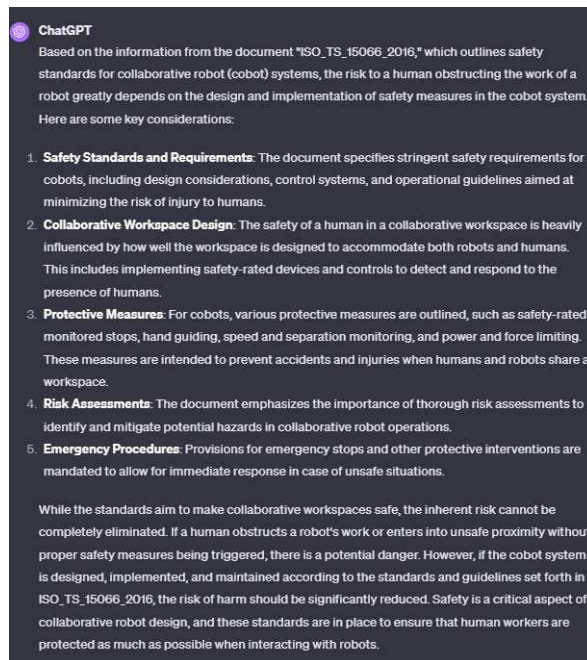 ChatGPT
Based on the information from the document "ISO_TS_15066_2016," which outlines safety
standards for collaborative robot (cobot) systems, the risk to a human obstructing the work of a
robot greatly depends on the design and implementation of safety measures in the cobot system.
Here are some key considerations:
1. Safety Standards and Requirements: The document specifies stringent safety requirements for
cobots, including design considerations, control systems, and operational guidelines aimed at
minimizing the risk of injury to humans.
2. Collaborative Workspace Design: The safety of a human in a collaborative workspace is heavily
influenced by how well the workspace is designed to accommodate both robots and humans.
This includes implementing safety-rated devices and controls to detect and respond to the
presence of humans.
3. Protective Measures: For cobots, various protective measures are outlined, such as safety-rated
monitored stops, hand guiding, speed and separation monitoring, and power and force limiting.
These measures are intended to prevent accidents and injuries when humans and robots share a
workspace.
4. Risk Assessments: The document emphasizes the importance of thorough risk assessments to
identify and mitigate potential hazards in collaborative robot operations.
5. Emergency Procedures: Provisions for emergency stops and other protective interventions are
mandated to allow for immediate response in case of unsafe situations.
While the standards aim to make collaborative workspaces safe, the inherent risk cannot be
completely eliminated. If a human obstructs a robot's work or enters into unsafe proximity without
proper safety measures being triggered, there is a potential danger. However, if the cobot system
is designed, implemented, and maintained according to the standards and guidelines set forth in
ISO_TS_15066_2016, the risk of harm should be significantly reduced. Safety is a critical aspect of
collaborative robot design, and these standards are in place to ensure that human workers are
protected as much as possible when interacting with robots.